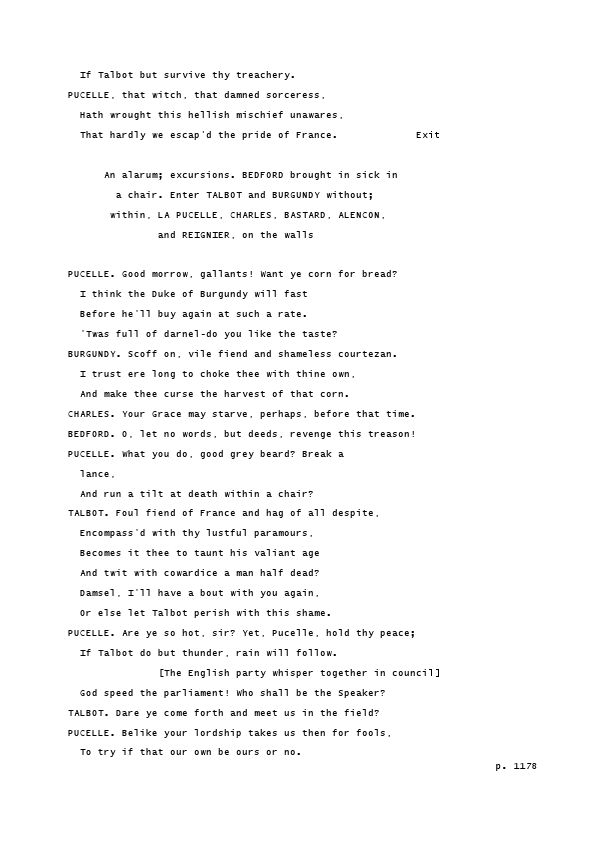 If Talbot but survive thy treachery.
PUCELLE, that witch, that damned sorceress,
Hath wrought this hellish mischief unawares,
That hardly we escap'd the pride of France. Exit
An alarum; excursions. BEDFORD brought in sick in
a chair. Enter TALBOT and BURGUNDY without;
within, LA PUCELLE, CHARLES, BASTARD, ALENCON,
and REIGNIER, on the walls
PUCELLE. Good morrow, gallants! Want ye corn for bread?
I think the Duke of Burgundy will fast
Before he'll buy again at such a rate.
'Twas full of darnel-do you like the taste?
BURGUNDY. Scoff on, vile fiend and shameless courtezan.
I trust ere long to choke thee with thine own,
And make thee curse the harvest of that corn.
CHARLES. Your Grace may starve, perhaps, before that time.
BEDFORD. O, let no words, but deeds, revenge this treason!
PUCELLE. What you do, good grey beard? Break a
lance,
And run a tilt at death within a chair?
TALBOT. Foul fiend of France and hag of all despite,
Encompass'd with thy lustful paramours,
Becomes it thee to taunt his valiant age
And twit with cowardice a man half dead?
Damsel, I'll have a bout with you again,
Or else let Talbot perish with this shame.
PUCELLE. Are ye so hot, sir? Yet, Pucelle, hold thy peace;
If Talbot do but thunder, rain will follow.
[The English party whisper together in council]
God speed the parliament! Who shall be the Speaker?
TALBOT. Dare ye come forth and meet us in the field?
PUCELLE. Belike your lordship takes us then for fools,
To try if that our own be ours or no.
p. 1178